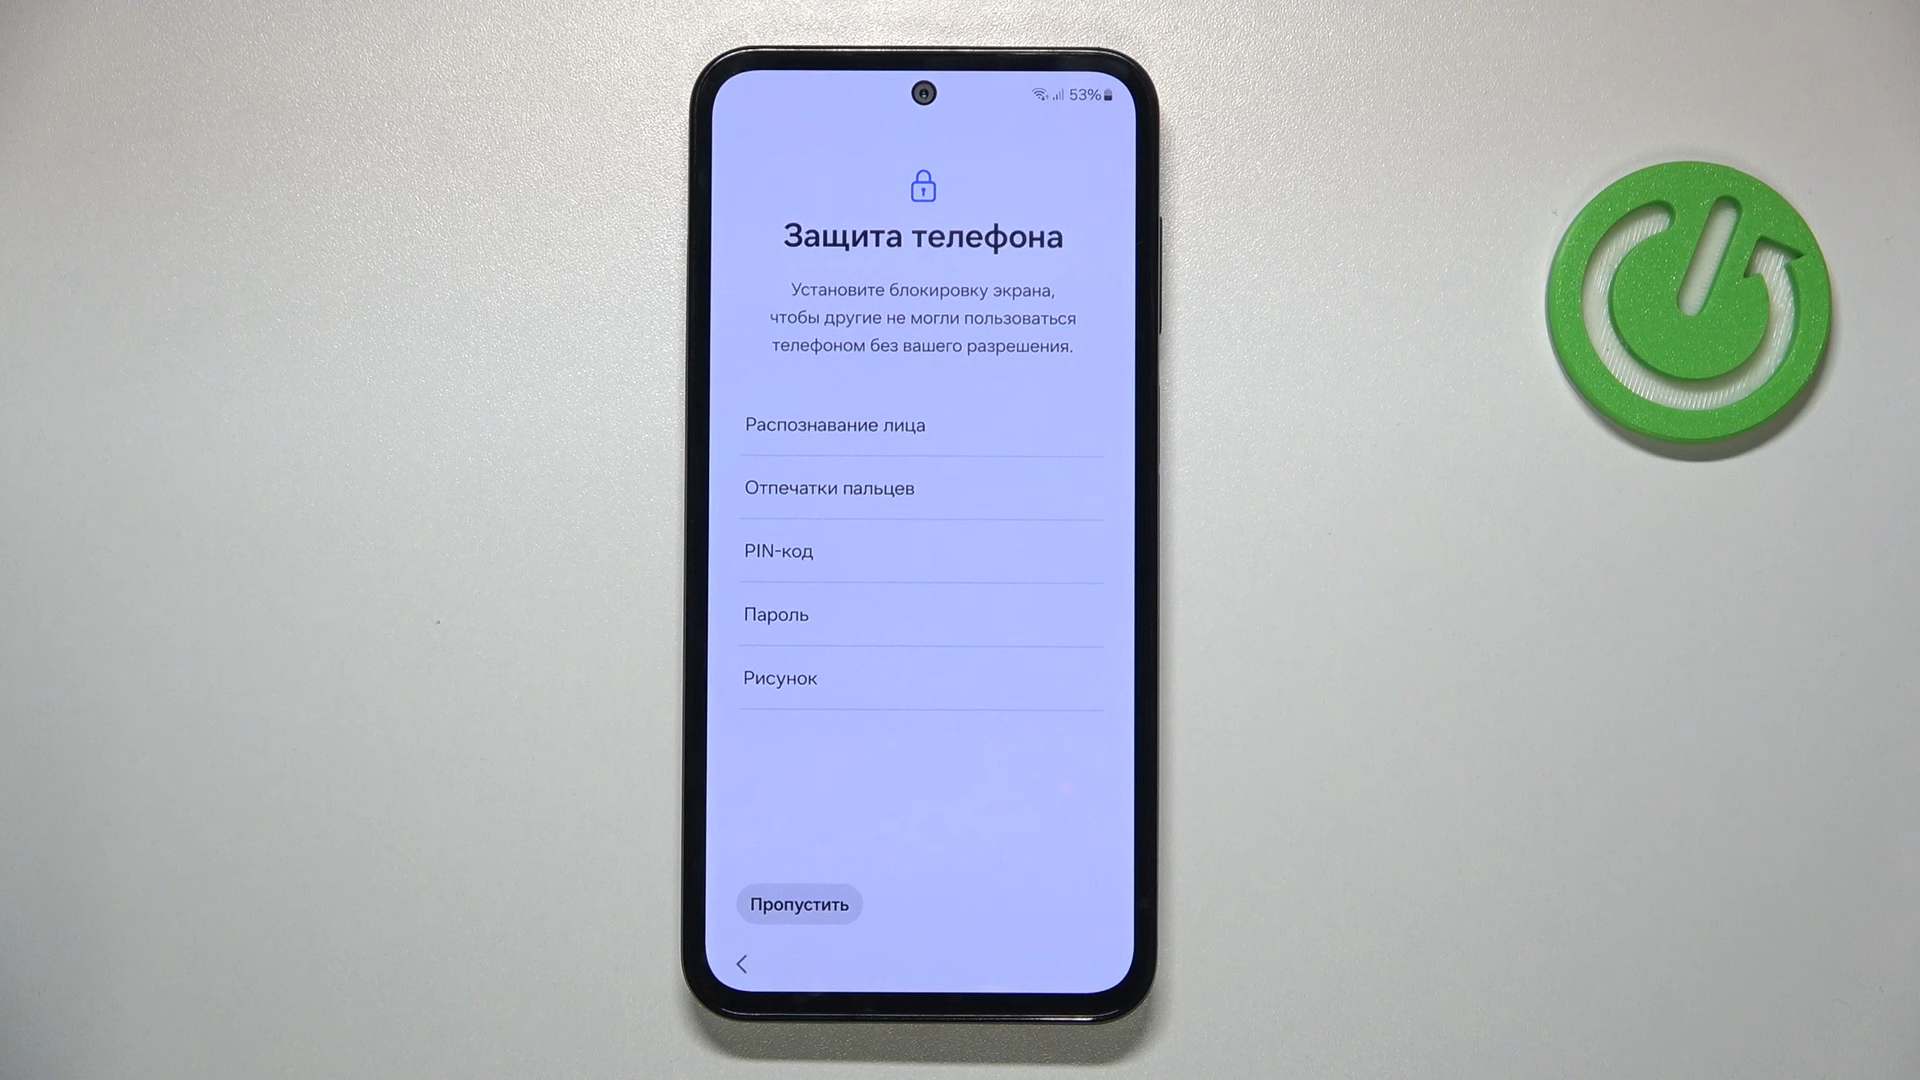 53%
Защита телефона
Установите блокировку экрана,
чтобы другие не могли пользоваться
телефоном без вашего разрешения.
Распознавание лица
Отпечатки пальцев
PIN-код
Пароль
Рисунок
Пропустить